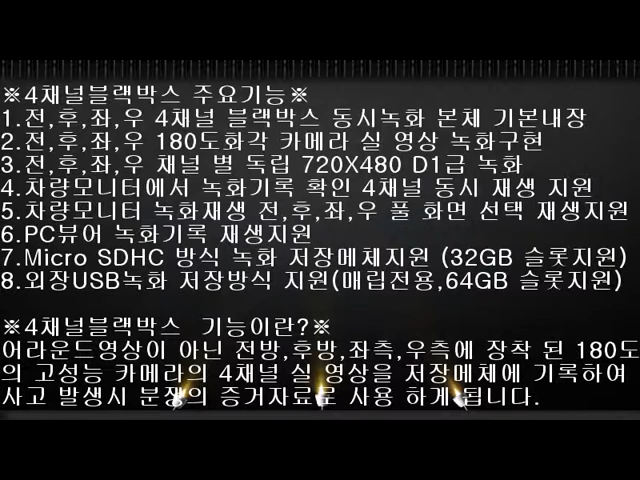 ※4채널블랙박스 주요기능※
1.전,후,좌,우 4채널 블랙박스 동시녹화 본체 기본내장
2.전,후,좌,우 180도화각 카메라 실 영상 녹화구현
3.전,후,좌,우 채널 별 독립 720X480 D1급 녹화
4.차량모니터에서 녹화기록 확인 4채널 동시 재생 지원
5.차량모니터 녹화재생 전,후,좌,우 풀 화면 선택 재생지원
6.PC뷰어 녹화기록 재생지원
7.Micro SDHC 방식 녹화 저장메체지원 (32GB 슬롯지원)
8.외장USB녹화 저장방식 지원(매립전용,64GB 슬롯지원)
※4채널블랙박스 기능이란?※
어라운드영상이 아닌 전방,후방,좌측,우측에 장착 된 180도
의 고성능 카메라의 4채널 실 영상을 저장메체에 기록하여
사고 발생시 분쟁의 증거자료로 사용 하게 됩니다.